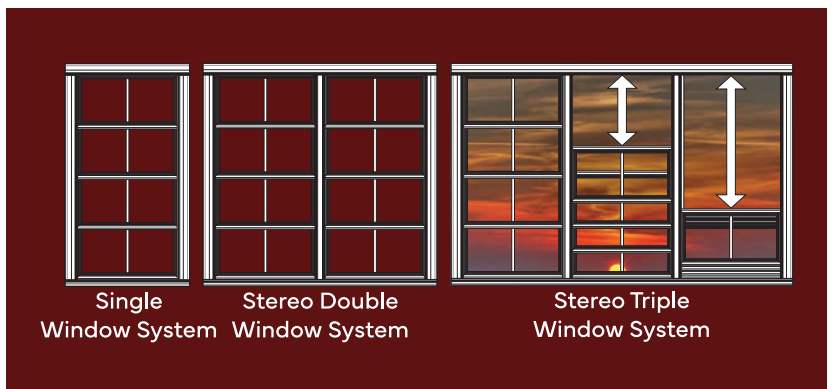 Single
Window System
Stereo Double
Window System
Stereo Triple
Window System